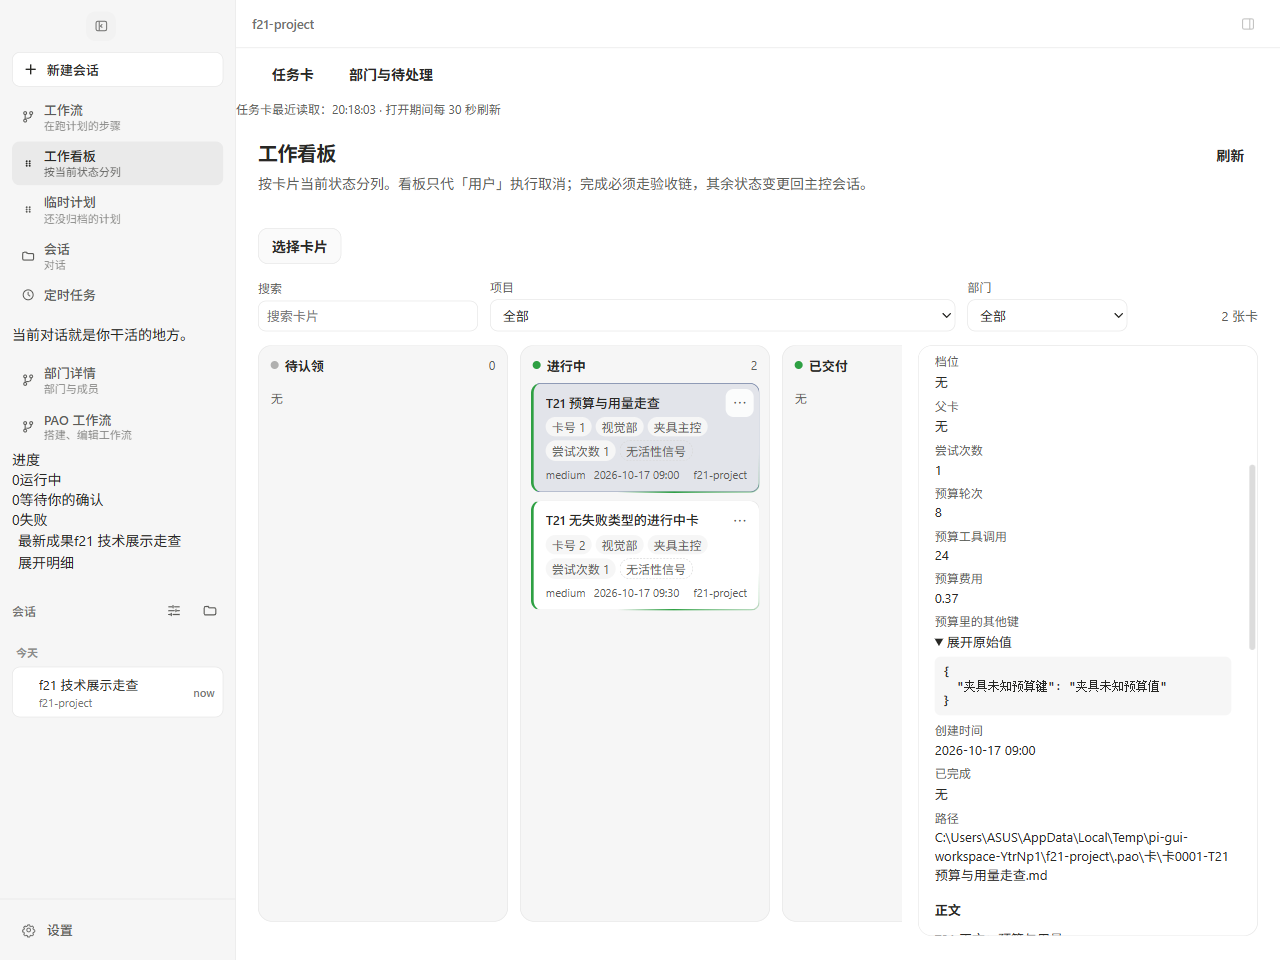 新建会话
工作流
在跑计划的步骤
工作看板
按当前状态分列
临时计划
还没归档的计划
会话
对话
定时任务
当前对话就是你干活的地方。
部门详情
部门与成员
PAO 工作流
搭建、编辑工作流
进度
0运行中
0等待你的确认
0失败
最新成果f21 技术展示走查
展开明细
会话
今天
f21 技术展示走查
now
f21-project
设置
f21-project
任务卡 部门与待处理
任务卡最近读取：20:18:03 · 打开期间每 30 秒刷新
工作看板
刷新
按卡片当前状态分列。看板只代「用户」执行取消；完成必须走验收链，其余状态变更回主控会话。
选择卡片
搜索
搜索卡片
项目
全部
部门
全部
2 张卡
待认领 0
无
进行中 2
T21 预算与用量走查 ···
卡号 1 视觉部 夹具主控
尝试次数 1 无活性信号
medium 2026-10-17 09:00 f21-project
T21 无失败类型的进行中卡 ···
卡号 2 视觉部 夹具主控
尝试次数 1 无活性信号
medium 2026-10-17 09:30 f21-project
已交付
无
档位
无
父卡
无
尝试次数
1
预算轮次
8
预算工具调用
24
预算费用
0.37
预算里的其他键
展开原始值
{
"夹具未知预算键": "夹具未知预算值"
}
创建时间
2026-10-17 09:00
已完成
无
路径
C:\Users\ASUS\AppData\Local\Temp\pi-gui-
workspace-YtrNp1\f21-project\.pao\卡\卡0001-T21
预算与用量走查.md
正文